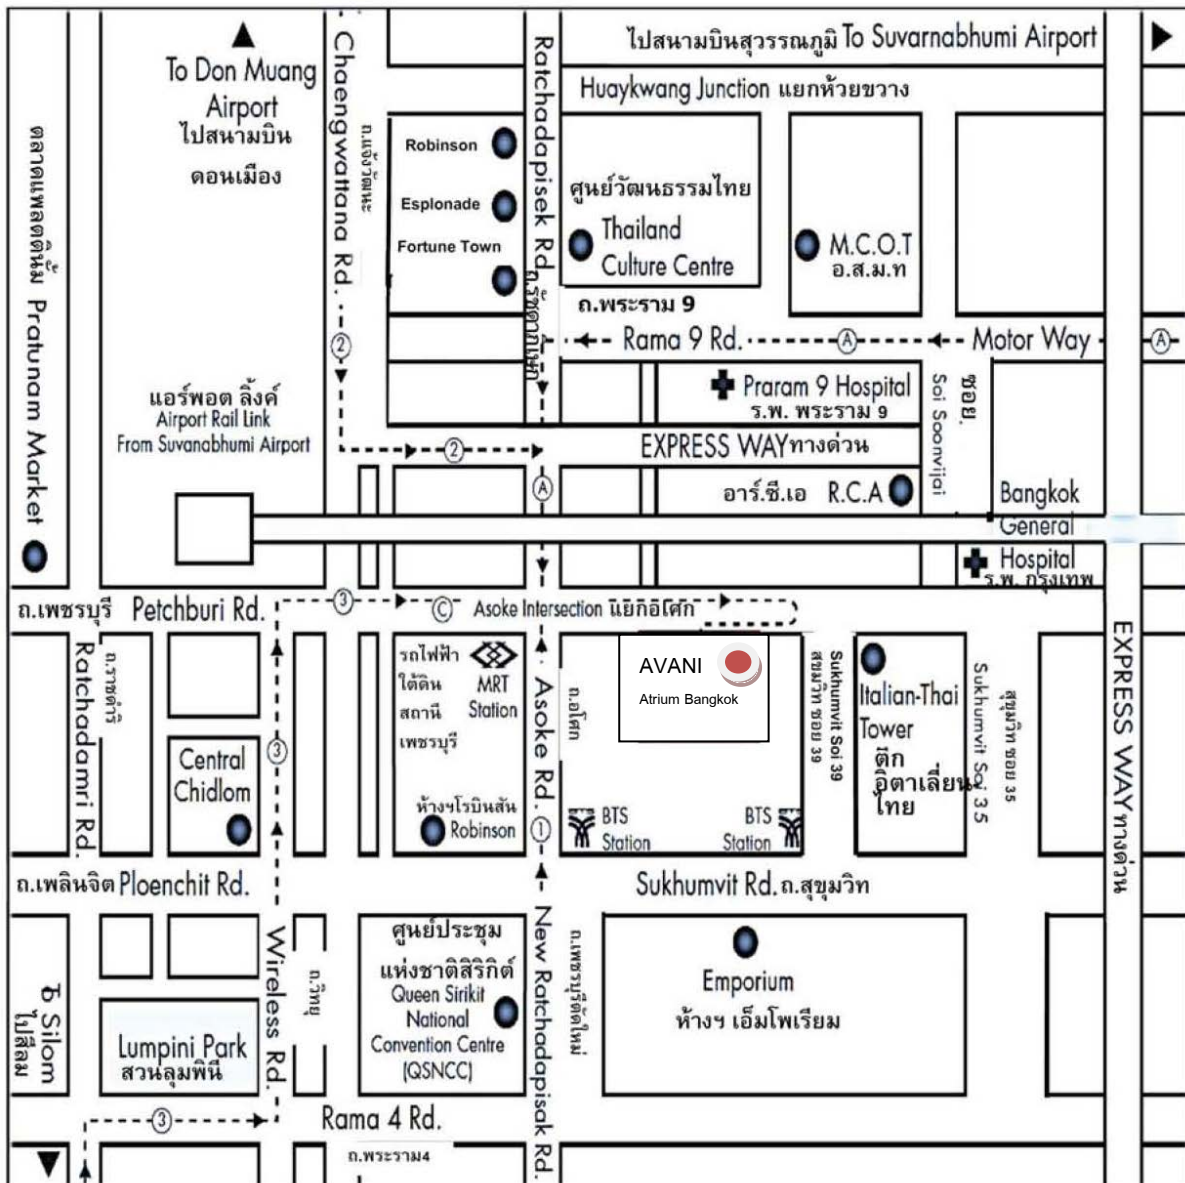 ไปสนามบินสุวรรณภูมิ To Suvarnabhumi Airport
To Don Muang
Airport
ไปสนามบิน
ดอนเมือง
Chaengwattana Rd.
ถ.แจ้งวัฒนะ
Ratchadapisek Rd.
ถ.รัชดาภิเษก
Huaykwang Junction แยกห้วยขวาง
ตลาดแพลตตินั้ม Pratunam Market
Robinson
Esplonade
Fortune Town
ศูนย์วัฒนธรรมไทย
Thailand
Culture Centre
M.C.O.T
อ.ส.ม.ท
ถ.พระราม 9
Rama 9 Rd.
A
Motor Way
A
2
Praram 9 Hospital
ร.พ. พระราม 9
Soi Soonvijai
ซอย.
แอร์พอต ลิ้งค์
Airport Rail Link
From Suvanabhumi Airport
2
EXPRESS WAY ทางด่วน
A
อาร์.ซี.เอ R.C.A
Bangkok
General
Hospital
ร.พ. กรุงเทพ
ถ.เพชรบุรี Petchburi Rd.
3
C
Asoke Intersection แยกอโศก
Ratchadamri Rd.
ถ.ราชดำริ
3
รถไฟฟ้า
ใต้ดิน
สถานี
เพชรบุรี
MRT
Station
Asoke Rd.
ถ.อโศก
1
AVANI
Atrium Bangkok
Sukhumvit Soi 39
สุขุมวิท ซอย 39
Italian-Thai
Tower
ตึก
อิตาเลี่ยน-
ไทย
Sukhumvit Soi 35
สุขุมวิท ซอย 35
EXPRESS WAY ทางด่วน
Central
Chidlom
ห้างฯโรบินสัน
Robinson
BTS
Station
BTS
Station
ถ.เพลินจิต Ploenchit Rd.
Sukhumvit Rd. ถ.สุขุมวิท
To Silom
ไปสีลม
Lumpini Park
สวนลุมพินี
Wireless Rd.
ถ.วิทยุ
ศูนย์ประชุม
แห่งชาติสิริกิต์
Queen Sirikit
National
Convention Centre
(QSNCC)
New Ratchadapisak Rd.
ถ.เพชรบุรีตัดใหม่
Emporium
ห้างฯ เอ็มโพเรียม
3
Rama 4 Rd.
ถ.พระราม4